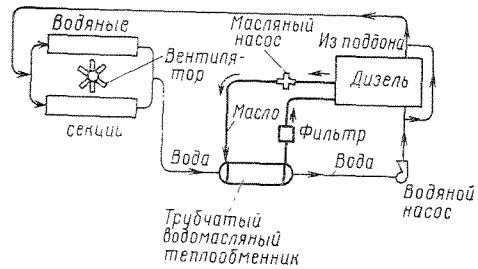 Водяные
Вентиля-
тор
секции
Масляный
насос
Из поддона
Дизель
Масло
Фильтр
Вода
Вода
Водяной
насос
Трубчатый
водомасляный
теплообменник